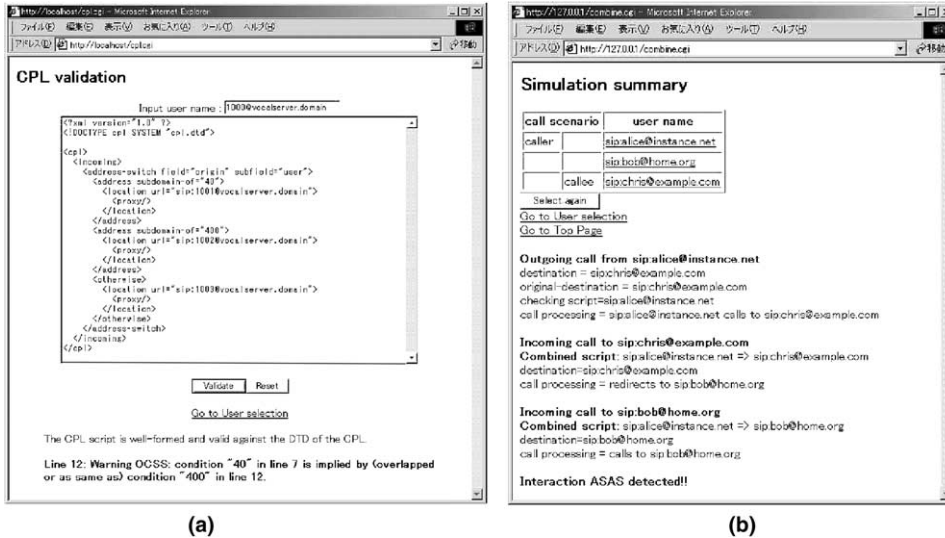 http://localhost/cplcgi - Microsoft Internet Explorer
ファイル(F) 編集(E) 表示(V) お気に入り(A) ツール(T) ヘルプ(H)
アドレス(D) http://localhost/cplcgi 移動
CPL validation
Input user name : 1003@vocalserver.domain
<?xml version="1.0" ?>
<!DOCTYPE cpl SYSTEM "cpl.dtd">
<cpl>
<incoming>
<address-switch field="origin" subfield="user">
<address subdomain-of="40">
<location url="sip:1001@vocalserver.domain">
<proxy/>
</location>
</address>
<address subdomain-of="400">
<location url="sip:1002@vocalserver.domain">
<proxy/>
</location>
</address>
<otherwise>
<location url="sip:1003@vocalserver.domain">
<proxy/>
</location>
</otherwise>
</address-switch>
</incoming>
</cpl>
Validate Reset
Go to User selection
The CPL script is well-formed and valid against the DTD of the CPL.
Line 12: Warning OCSS: condition "40" in line 7 is implied by (overlapped
or as same as) condition "400" in line 12.
(a)
http://127.0.0.1/combine.cgi - Microsoft Internet Explorer
ファイル(F) 編集(E) 表示(V) お気に入り(A) ツール(T) ヘルプ(H)
アドレス(D) http://127.0.0.1/combine.cgi 移動
Simulation summary
call scenario user name
caller sip:alice@instance.net
sip:bob@home.org
callee sip:chris@example.com
Select again
Go to User selection
Go to Top Page
Outgoing call from sip:alice@instance.net
destination = sip:chris@example.com
original-destination = sip:chris@example.com
checking script=sip:alice@instance.net
call processing = sip:alice@instance.net calls to sip:chris@example.com
Incoming call to sip:chris@example.com
Combined script: sip:alice@instance.net => sip:chris@example.com
destination=sip:chris@example.com
call processing = redirects to sip:bob@home.org
Incoming call to sip:bob@home.org
Combined script: sip:alice@instance.net => sip:bob@home.org
destination=sip:bob@home.org
call processing = calls to sip:bob@home.org
Interaction ASAS detected!!
(b)